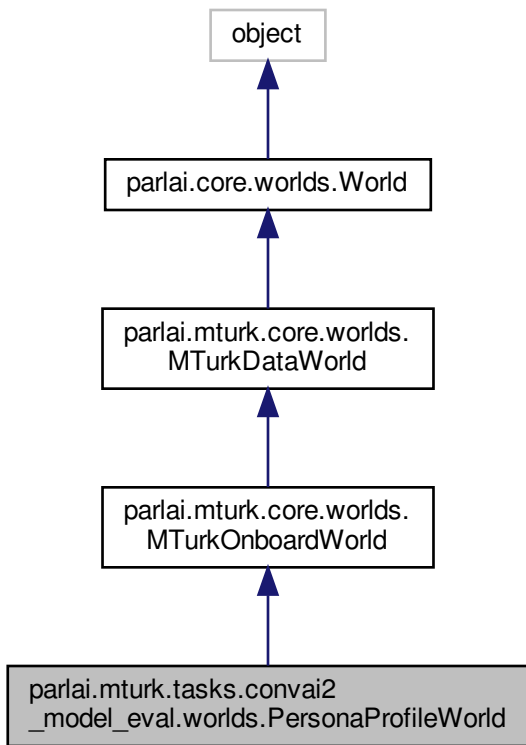 object
parlai.core.worlds.World
parlai.mturk.core.worlds.
MTurkDataWorld
parlai.mturk.core.worlds.
MTurkOnboardWorld
parlai.mturk.tasks.convai2
_model_eval.worlds.PersonaProfileWorld